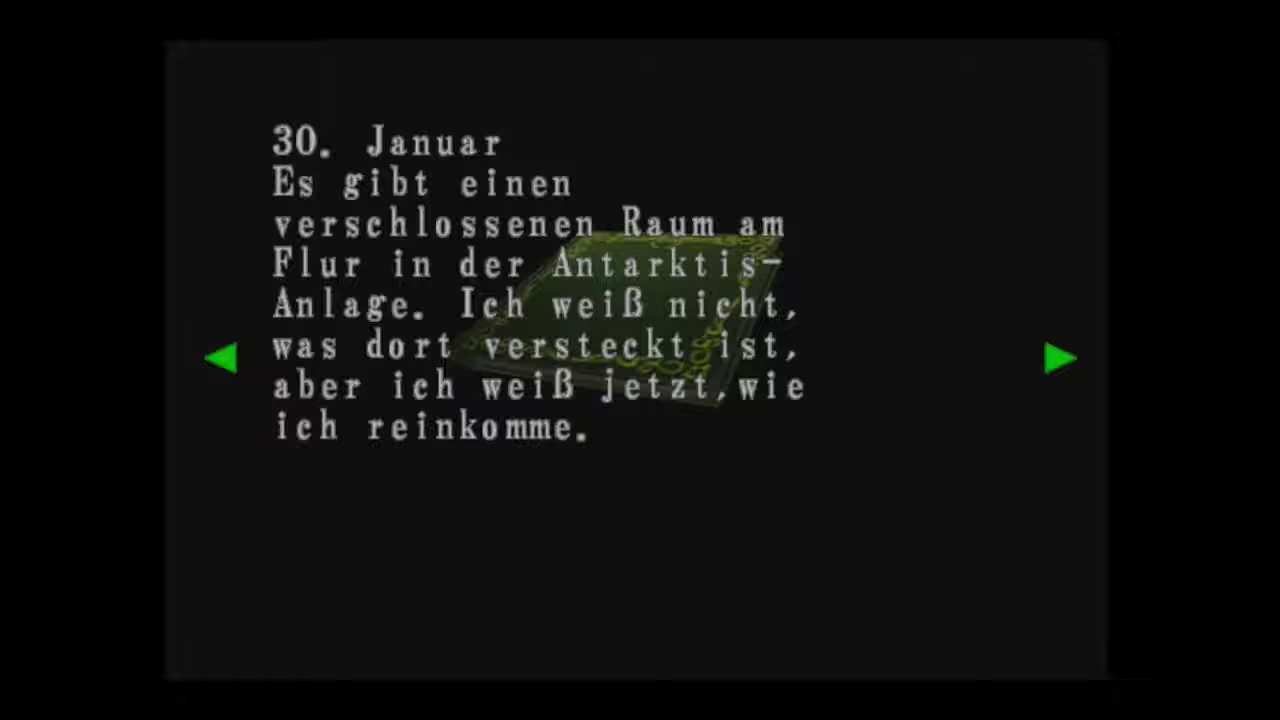 30. Januar
Es gibt einen
verschlossenen Raum am
Flur in der Antarktis-
Anlage. Ich weiß nicht,
was dort versteckt ist,
aber ich weiß jetzt,wie
ich reinkomme.